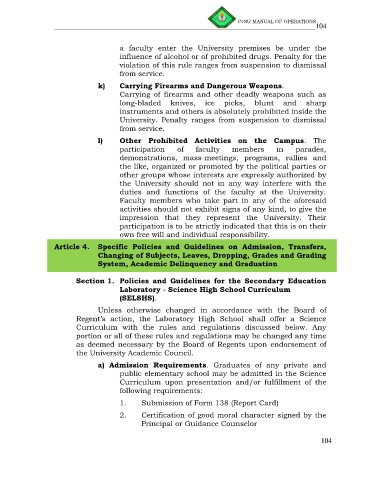 CvSU MANUAL OF OPERATIONS
104
a faculty enter the University premises be under the
influence of alcohol or of prohibited drugs. Penalty for the
violation of this rule ranges from suspension to dismissal
from service.
k) Carrying Firearms and Dangerous Weapons.
Carrying of firearms and other deadly weapons such as
long-bladed knives, ice picks, blunt and sharp
instruments and others is absolutely prohibited inside the
University. Penalty ranges from suspension to dismissal
from service.
l) Other Prohibited Activities on the Campus. The
participation of faculty members in parades,
demonstrations, mass-meetings, programs, rallies and
the like, organized or promoted by the political parties or
other groups whose interests are expressly authorized by
the University should not in any way interfere with the
duties and functions of the faculty at the University.
Faculty members who take part in any of the aforesaid
activities should not exhibit signs of any kind, to give the
impression that they represent the University. Their
participation is to be strictly indicated that this is on their
own free will and individual responsibility.
Article 4. Specific Policies and Guidelines on Admission, Transfers,
Changing of Subjects, Leaves, Dropping, Grades and Grading
System, Academic Delinquency and Graduation
Section 1. Policies and Guidelines for the Secondary Education
Laboratory - Science High School Curriculum
(SELSHS).
Unless otherwise changed in accordance with the Board of
Regent's action, the Laboratory High School shall offer a Science
Curriculum with the rules and regulations discussed below. Any
portion or all of these rules and regulations may be changed any time
as deemed necessary by the Board of Regents upon endorsement of
the University Academic Council.
a) Admission Requirements. Graduates of any private and
public elementary school may be admitted in the Science
Curriculum upon presentation and/or fulfillment of the
following requirements:
1. Submission of Form 138 (Report Card)
2. Certification of good moral character signed by the
Principal or Guidance Counselor
104